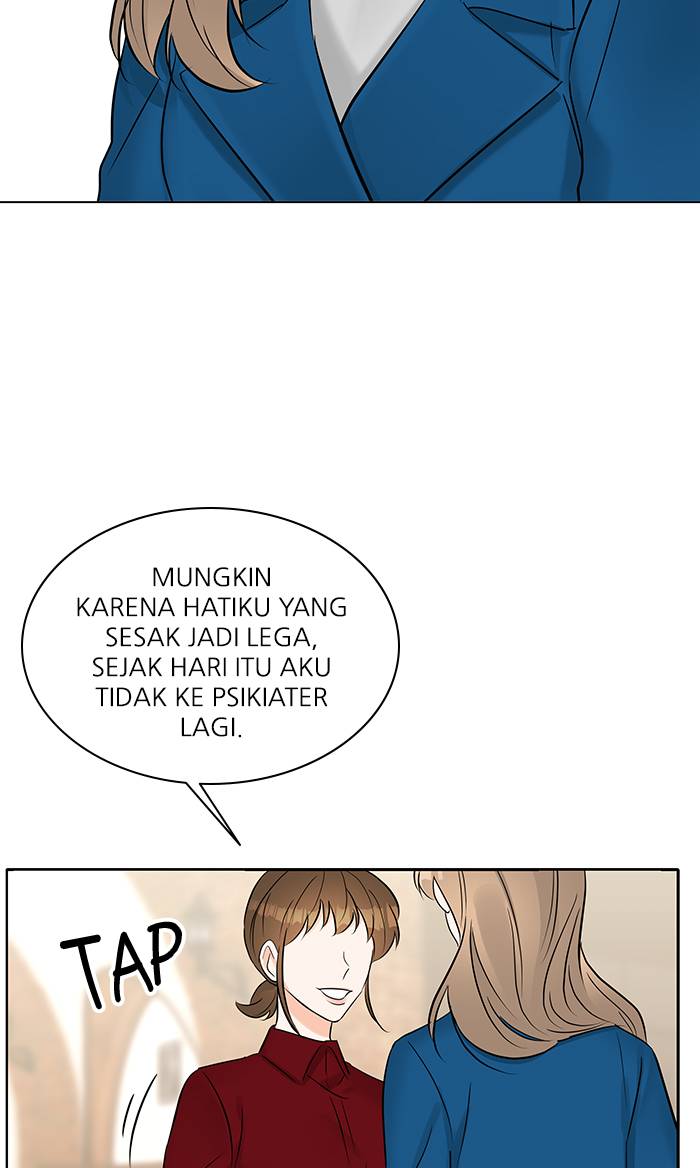 MUNGKIN
KARENA HATIKU YANG
SESAK JADI LEGA,
SEJAK HARI ITU AKU
TIDAK KE PSIKIATER
LAGI.
TAP